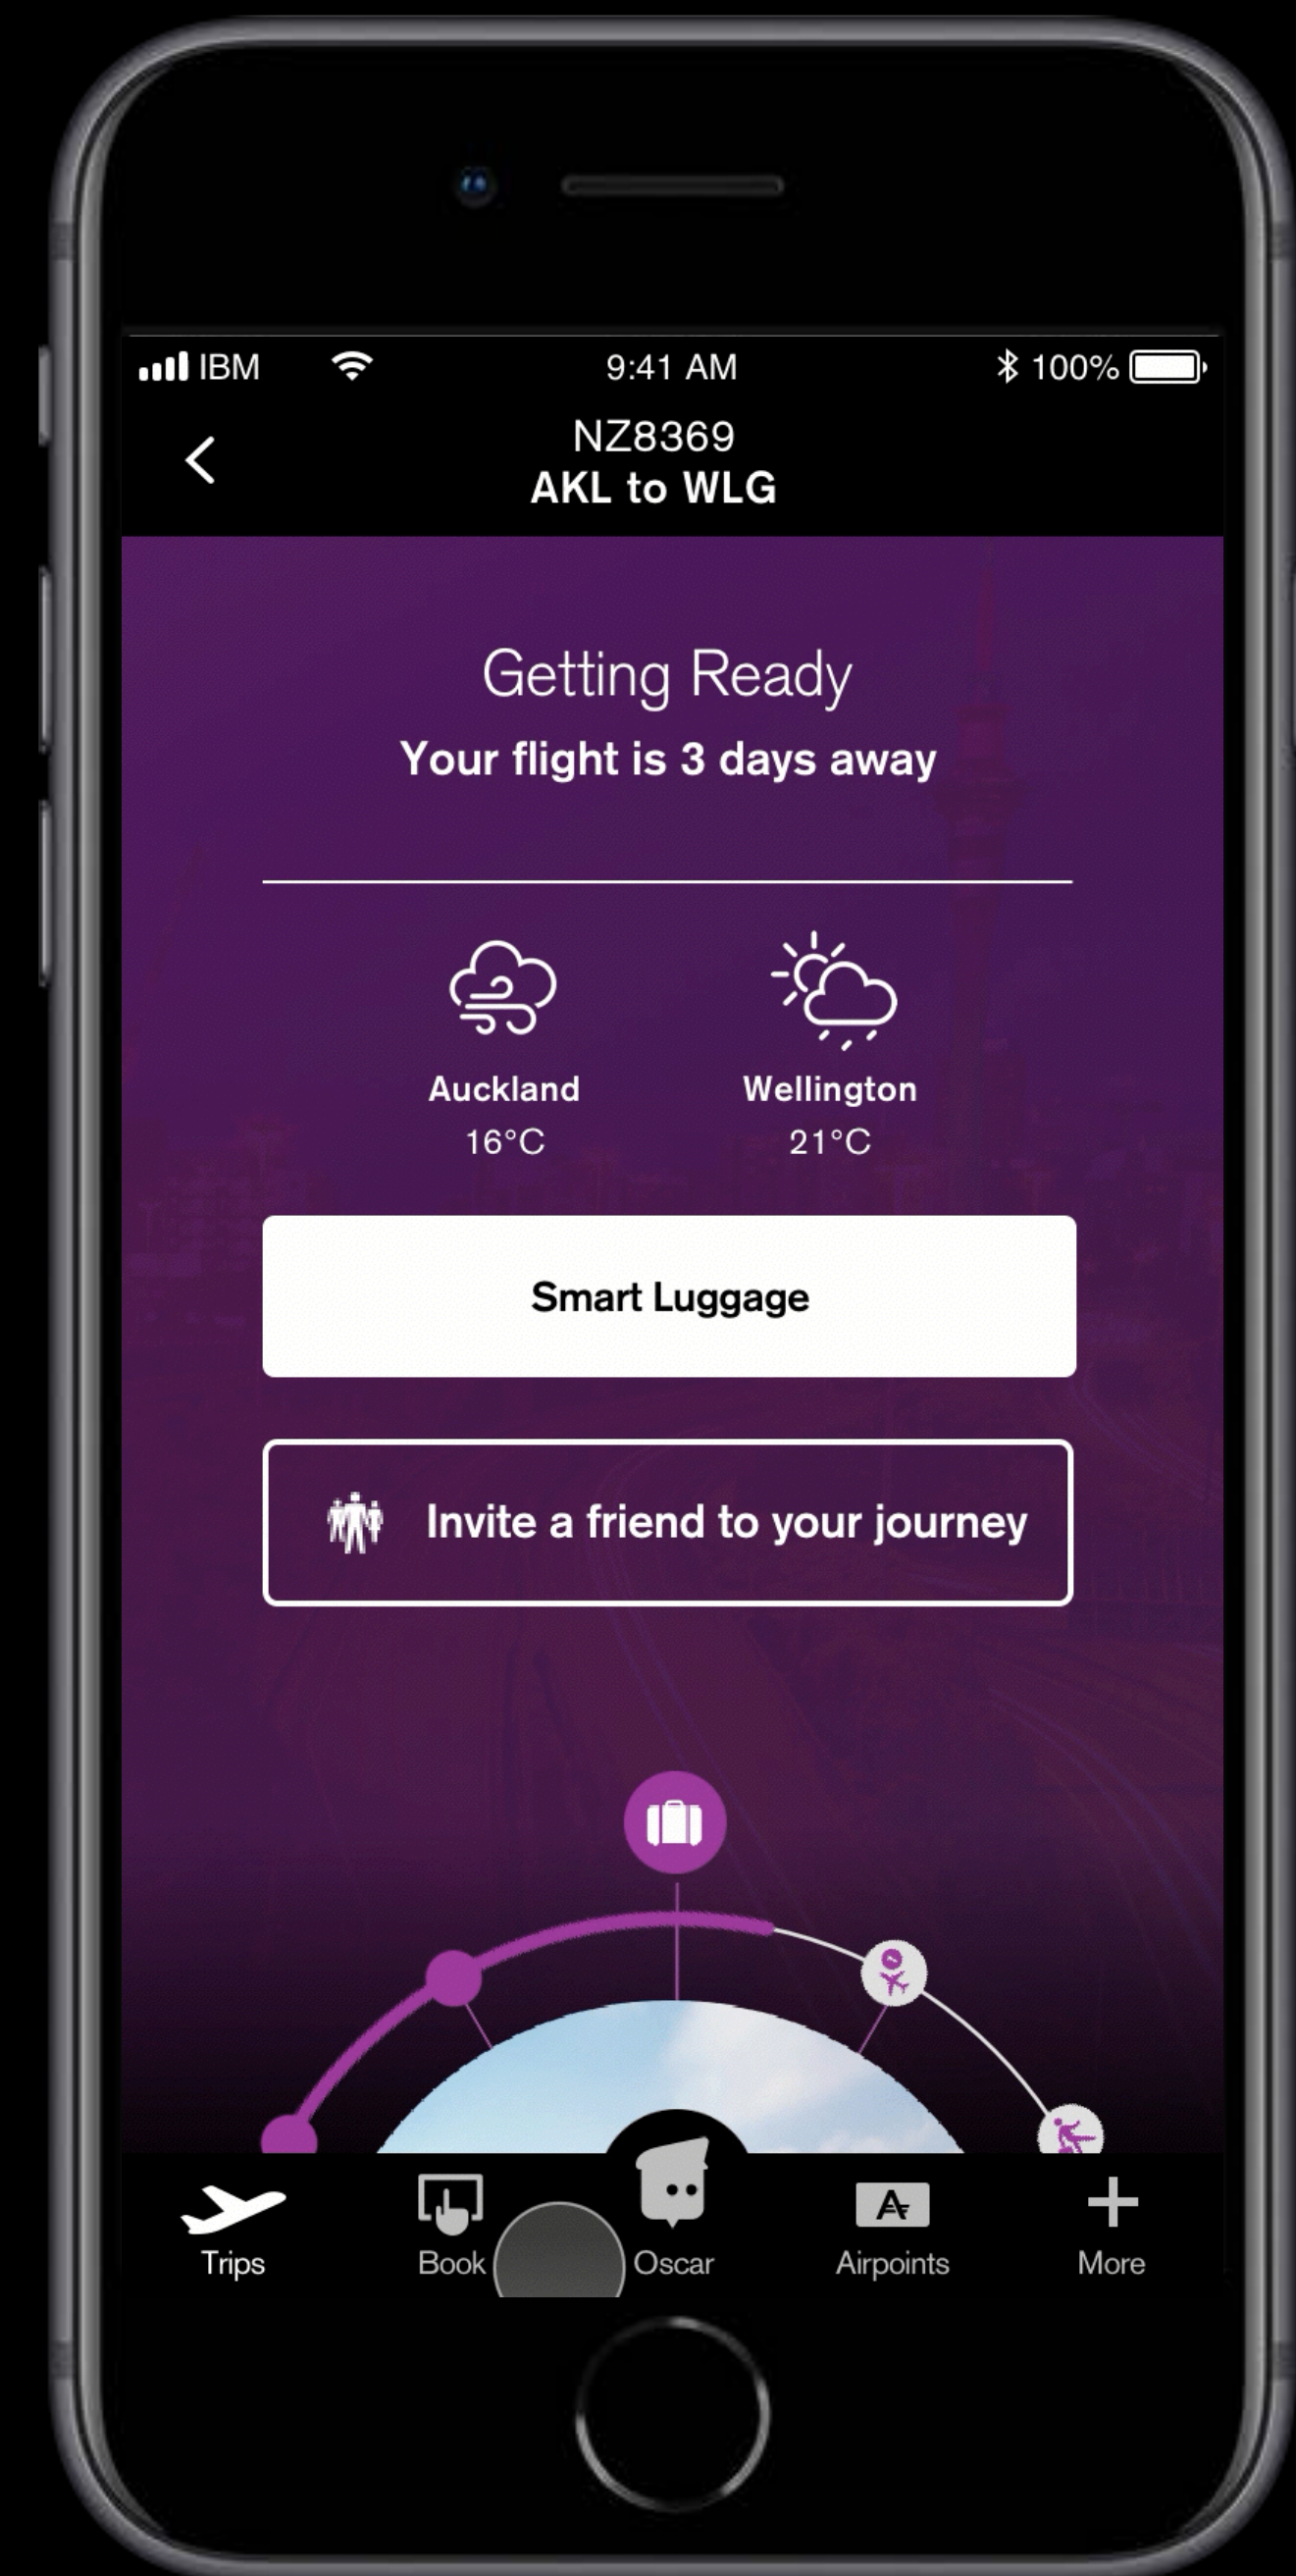 IBM 9:41 AM 100%
NZ8369
AKL to WLG
Getting Ready
Your flight is 3 days away
Auckland Wellington
16°C 21°C
Smart Luggage
Invite a friend to your journey
Trips Book Oscar Airpoints More